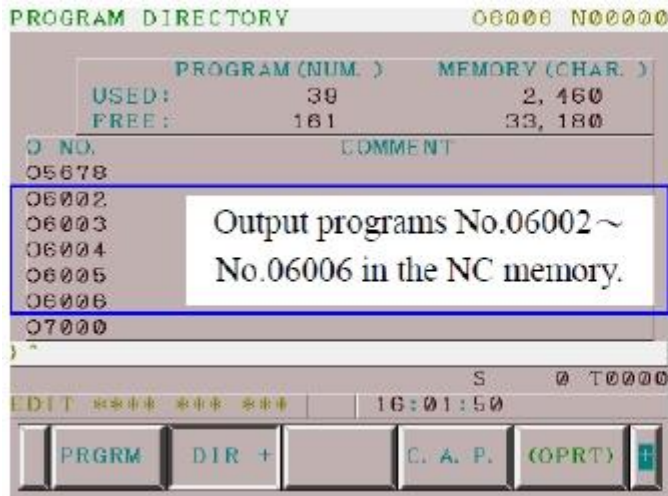 PROGRAM DIRECTORY O6006 N00000
PROGRAM (NUM. ) MEMORY (CHAR. )
USED: 39 2, 460
FREE: 161 33, 180
O NO. COMMENT
O5678
O6002
O6003
O6004
O6005
O6006
O7000
Output programs No.06002~
No.06006 in the NC memory.
) ^
S 0 T0000
EDIT **** *** *** 16:01:50
PRGRM DIR + C. A. P. (OPRT) +